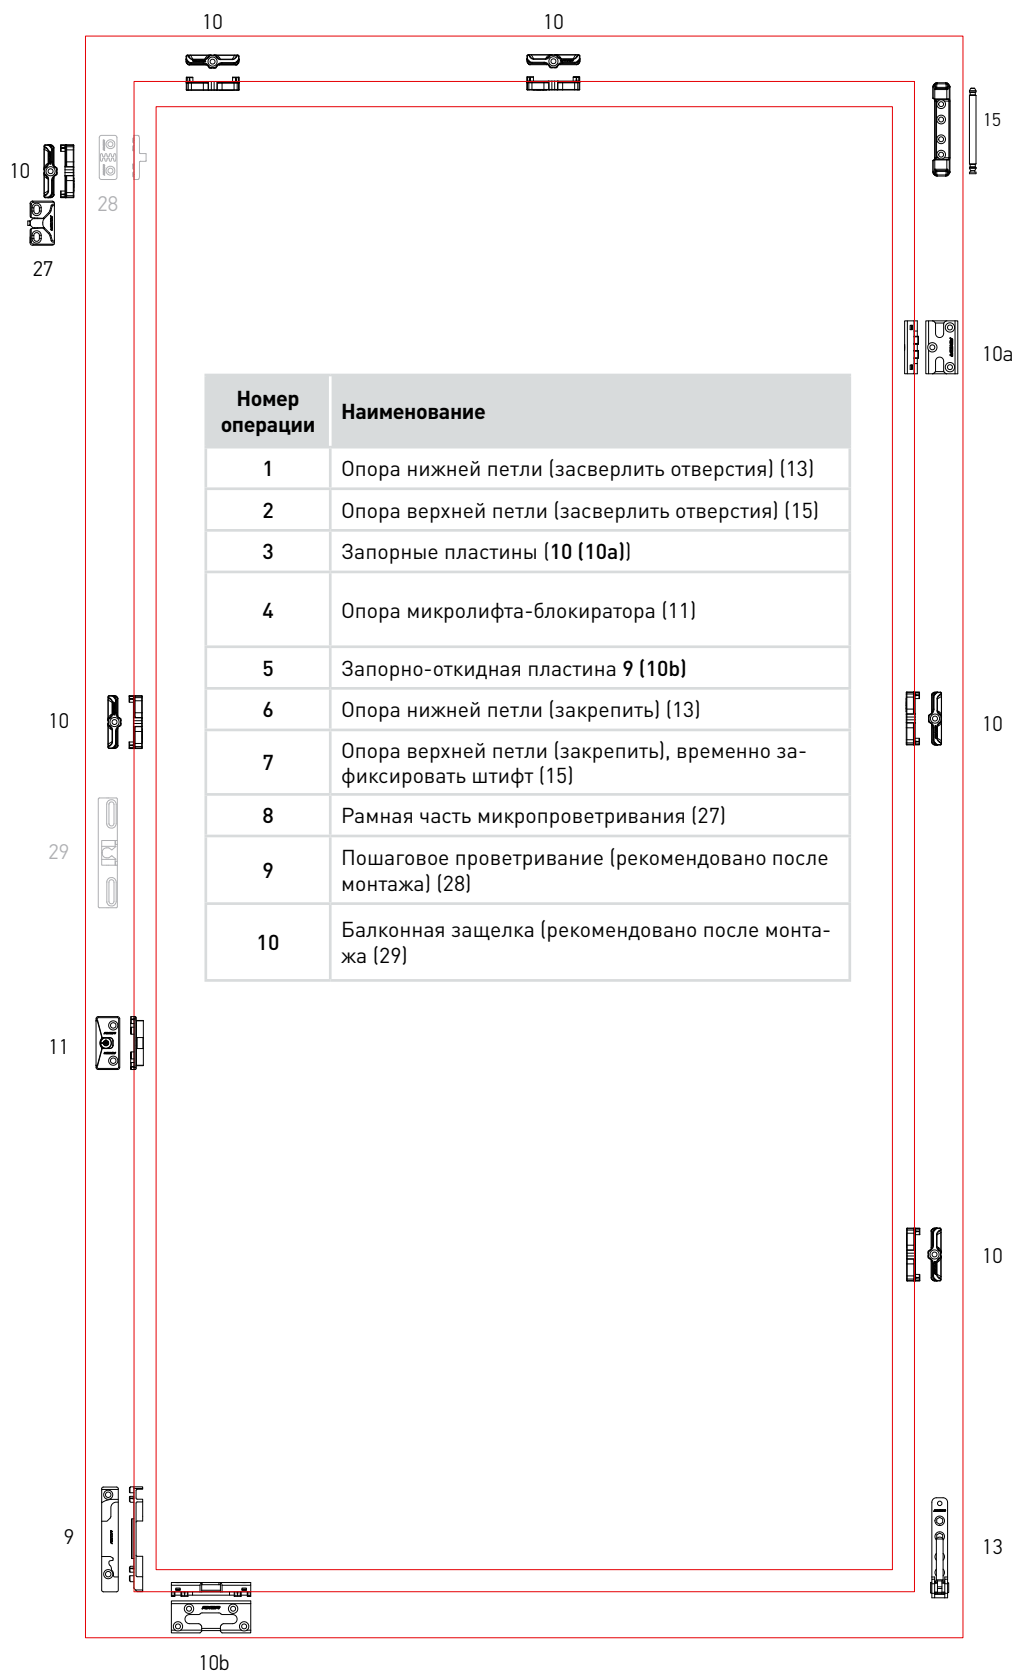 10
10
15
10
28
27
10a
Номер
операции
Наименование
1
Опора нижней петли (засверлить отверстия) (13)
2
Опора верхней петли (засверлить отверстия) (15)
3
Запорные пластины (10 (10a))
4
Опора микролифта-блокиратора (11)
5
Запорно-откидная пластина 9 (10b)
6
Опора нижней петли (закрепить) (13)
7
Опора верхней петли (закрепить), временно за-
фиксировать штифт (15)
8
Рамная часть микропроветривания (27)
9
Пошаговое проветривание (рекомендовано после
монтажа) (28)
10
Балконная защелка (рекомендовано после монта-
жа (29)
10
10
29
11
10
9
13
10b